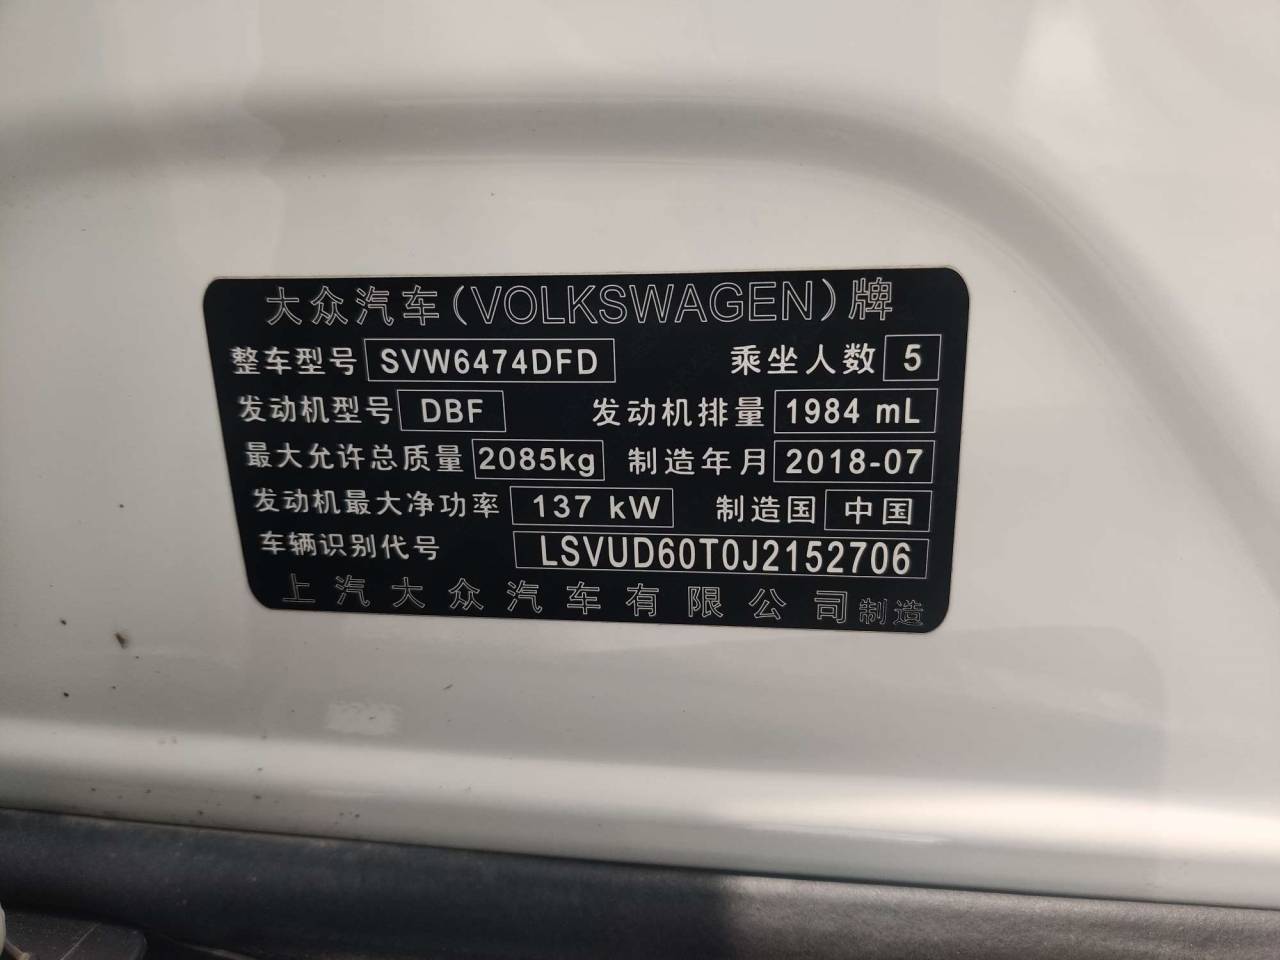 大众汽车(VOLKSWAGEN)牌
整车型号 SVW6474DFD 乘坐人数 5
发动机型号 DBF 发动机排量 1984 mL
最大允许总质量 2085kg 制造年月 2018-07
发动机最大净功率 137 kW 制造国 中国
车辆识别代号 LSVUD60T0J2152706
上汽大众汽车有限公司制造